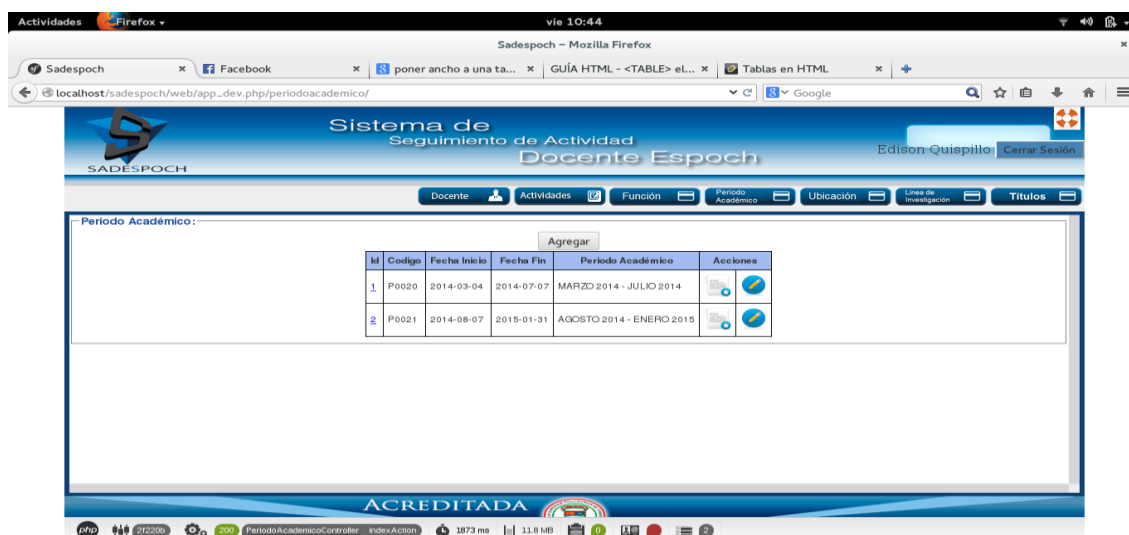 Actividades Firefox vie 10:44
Sadespoch – Mozilla Firefox
Sadespoch Facebook poner ancho a una ta... GUÍA HTML - <TABLE> el... Tablas en HTML
localhost/sadespoch/web/app_dev.php/periodoacademico/ Google
Sistema de
Seguimiento de Actividad
Docente Espoch
SADESPOCH
Edison Quispillo Cerrar Sesión
Docente Actividades Función Periodo Académico Ubicación Linea de Investigación Títulos
Periodo Académico:
Agregar
Id Codigo Fecha Inicio Fecha Fin Periodo Académico Acciones
1 P0020 2014-03-04 2014-07-07 MARZO 2014 - JULIO 2014
2 P0021 2014-08-07 2015-01-31 AGOSTO 2014 - ENERO 2015
ACREDITADA
php 2f220b 200 PeriodoAcademicoController indexAction 1873 ms 11.8 MB 0 2